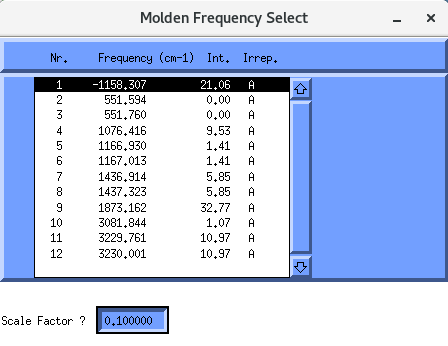 Molden Frequency Select
Nr. Frequency (cm-1) Int. Irrep.
1 -1158.307 21.06 A
2 551.594 0.00 A
3 551.760 0.00 A
4 1076.416 9.53 A
5 1166.930 1.41 A
6 1167.013 1.41 A
7 1436.914 5.85 A
8 1437.323 5.85 A
9 1873.162 32.77 A
10 3081.844 1.07 A
11 3229.761 10.97 A
12 3230.001 10.97 A
Scale Factor ? 0.100000